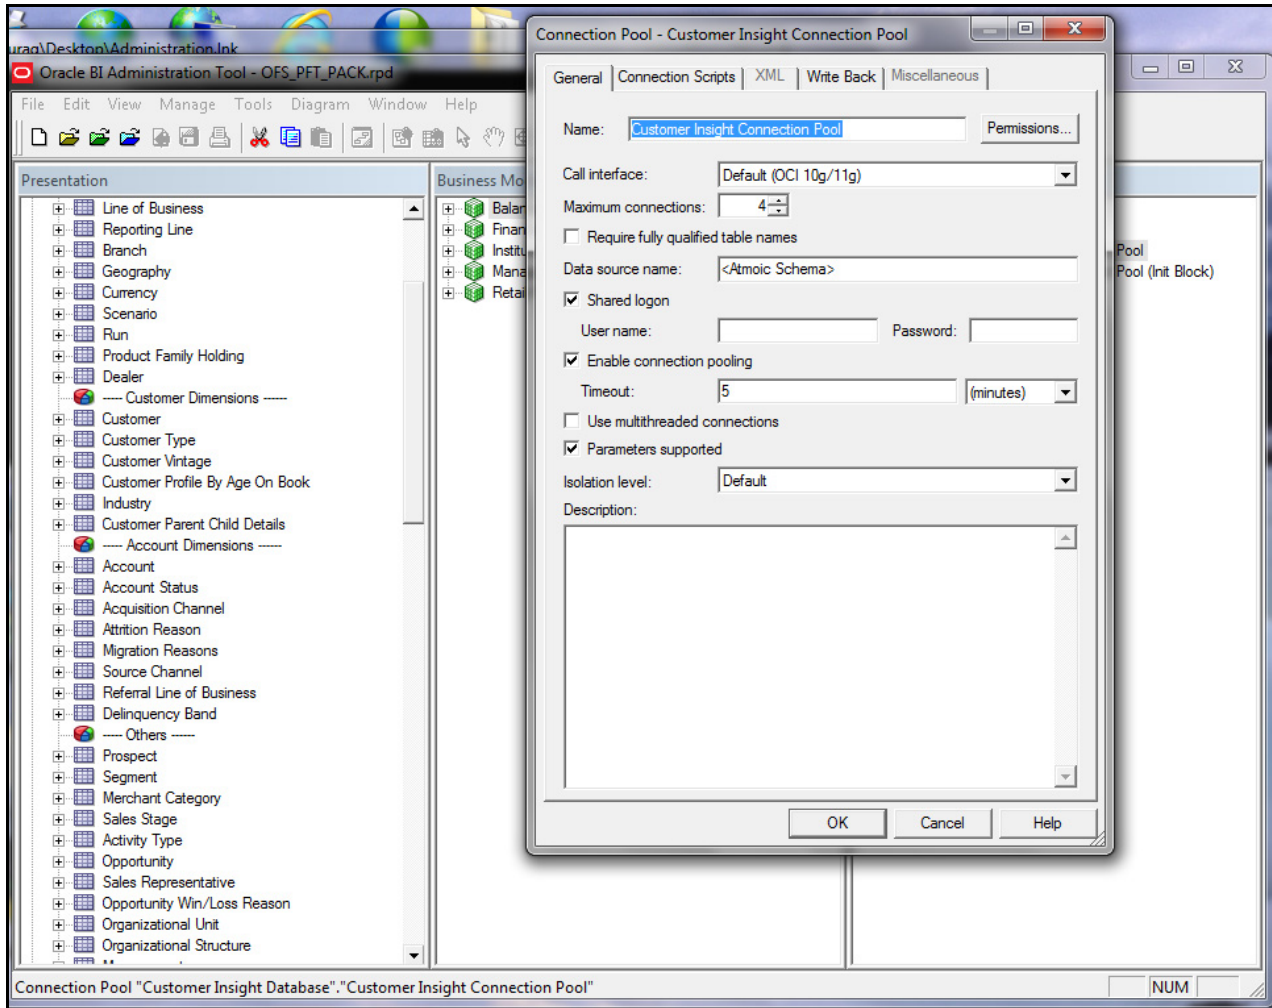 urag\Desktop\Administration.lnk
Oracle BI Administration Tool - OFS_PFT_PACK.rpd
File Edit View Manage Tools Diagram Window Help
Presentation
Line of Business
Reporting Line
Branch
Geography
Currency
Scenario
Run
Product Family Holding
Dealer
---- Customer Dimensions -----
Customer
Customer Type
Customer Vintage
Customer Profile By Age On Book
Industry
Customer Parent Child Details
---- Account Dimensions -----
Account
Account Status
Acquisition Channel
Attrition Reason
Migration Reasons
Source Channel
Referral Line of Business
Delinquency Band
---- Others -----
Prospect
Segment
Merchant Category
Sales Stage
Activity Type
Opportunity
Sales Representative
Opportunity Win/Loss Reason
Organizational Unit
Organizational Structure
Business Mo
Balan
Finan
Institu
Mana
Retai
Connection Pool - Customer Insight Connection Pool
General Connection Scripts XML Write Back Miscellaneous
Name: Customer Insight Connection Pool Permissions...
Call interface: Default (OCI 10g/11g)
Maximum connections: 4
Require fully qualified table names
Data source name: <Atmoic Schema>
Shared logon
User name: Password:
Enable connection pooling
Timeout: 5 (minutes)
Use multithreaded connections
Parameters supported
Isolation level: Default
Description:
OK Cancel Help
Pool
Pool (Init Block)
Connection Pool "Customer Insight Database"."Customer Insight Connection Pool"
NUM